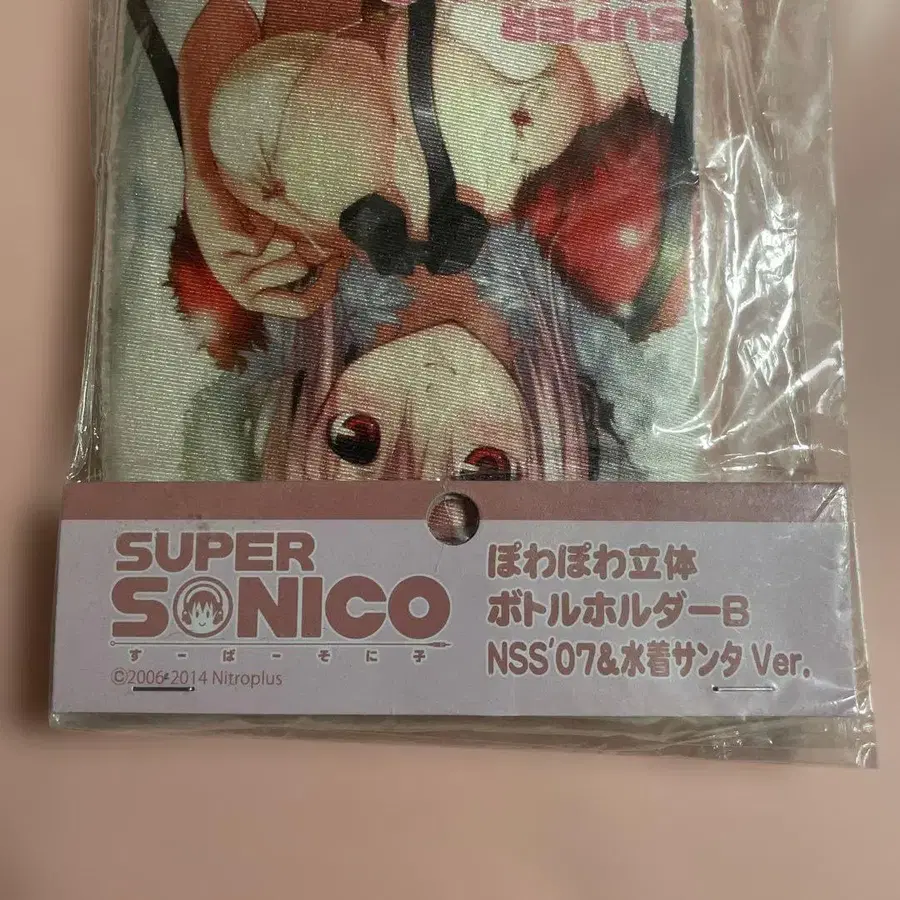 SUPER
SUPER
SONICO
すーぱーそに子
©2006-2014 Nitroplus
ぽわぽわ立体
ボトルホルダーB
NSS'07&水着サンタ Ver.